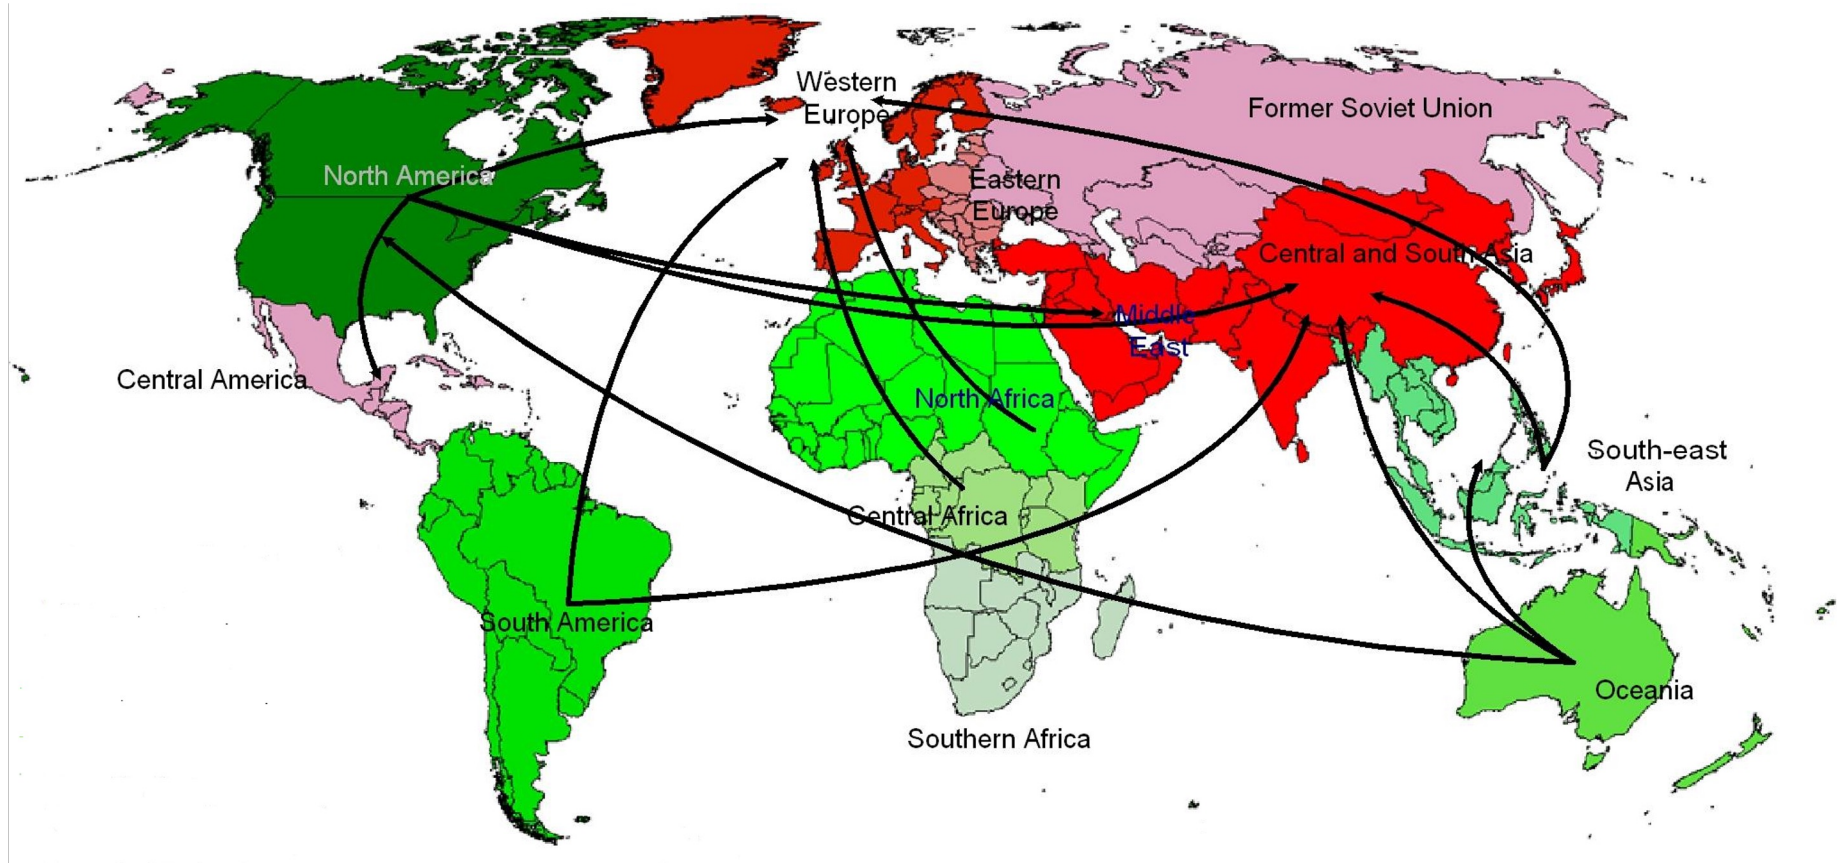 Western
Europe
Former Soviet Union
North America
Eastern
Europe
Central and South Asia
Middle
East
Central America
North Africa
South-east
Asia
Central Africa
South America
Oceania
Southern Africa